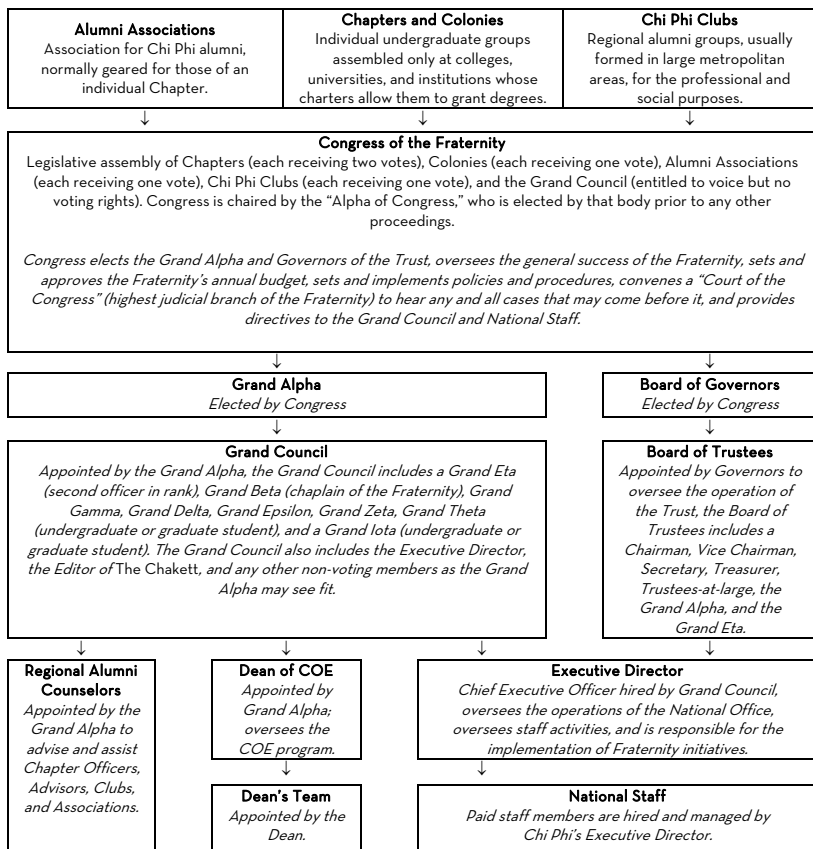 Alumni Associations
Association for Chi Phi alumni,
normally geared for those of an
individual Chapter.
Chapters and Colonies
Individual undergraduate groups
assembled only at colleges,
universities, and institutions whose
charters allow them to grant degrees.
Chi Phi Clubs
Regional alumni groups, usually
formed in large metropolitan
areas, for the professional and
social purposes.
↓ ↓ ↓
Congress of the Fraternity
Legislative assembly of Chapters (each receiving two votes), Colonies (each receiving one vote), Alumni Associations
(each receiving one vote), Chi Phi Clubs (each receiving one vote), and the Grand Council (entitled to voice but no
voting rights). Congress is chaired by the “Alpha of Congress,” who is elected by that body prior to any other
proceedings.
Congress elects the Grand Alpha and Governors of the Trust, oversees the general success of the Fraternity, sets and
approves the Fraternity’s annual budget, sets and implements policies and procedures, convenes a “Court of the
Congress” (highest judicial branch of the Fraternity) to hear any and all cases that may come before it, and provides
directives to the Grand Council and National Staff.
↓ ↓
Grand Alpha
Elected by Congress
Board of Governors
Elected by Congress
↓ ↓
Grand Council
Appointed by the Grand Alpha, the Grand Council includes a Grand Eta
(second officer in rank), Grand Beta (chaplain of the Fraternity), Grand
Gamma, Grand Delta, Grand Epsilon, Grand Zeta, Grand Theta
(undergraduate or graduate student), and a Grand Iota (undergraduate or
graduate student). The Grand Council also includes the Executive Director,
the Editor of The Chakett, and any other non-voting members as the Grand
Alpha may see fit.
Board of Trustees
Appointed by Governors to
oversee the operation of
the Trust, the Board of
Trustees includes a
Chairman, Vice Chairman,
Secretary, Treasurer,
Trustees-at-large, the
Grand Alpha, and the
Grand Eta.
↓ ↓ ↓ ↓
Regional Alumni
Counselors
Appointed by the
Grand Alpha to
advise and assist
Chapter Officers,
Advisors, Clubs,
and Associations.
Dean of COE
Appointed by
Grand Alpha;
oversees the
COE program.
Executive Director
Chief Executive Officer hired by Grand Council,
oversees the operations of the National Office,
oversees staff activities, and is responsible for the
implementation of Fraternity initiatives.
↓ ↓
Dean’s Team
Appointed by the
Dean.
National Staff
Paid staff members are hired and managed by
Chi Phi’s Executive Director.